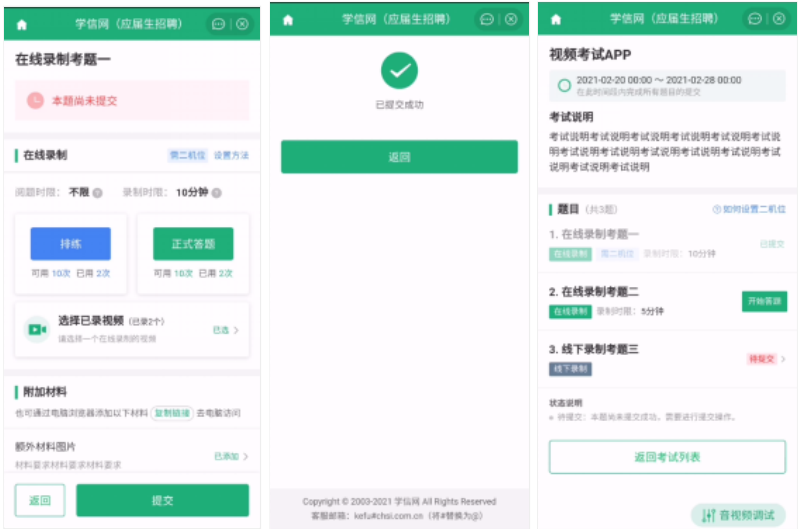 学信网（应届生招聘）
在线录制考题一
本题尚未提交
在线录制
第二机位 设置方法
阅题时限： 不限 录制时限： 10分钟
排练
正式答题
可用 10次 已用 2次
可用 10次 已用 2次
选择已录视频 (已录2个)
请选择一个在线录制的视频
已选
附加材料
也可通过电脑浏览器添加以下材料 复制链接 去电脑访问
额外材料图片
材料要求材料要求材料要求
已添加
返回
提交
学信网（应届生招聘）
已提交成功
返回
Copyright © 2003-2021 学信网 All Rights Reserved
客服邮箱：kefu#chsi.com.cn（将#替换为@）
学信网（应届生招聘）
视频考试APP
2021-02-20 00:00 ～ 2021-02-28 00:00
在此时间段内完成所有题目的提交
考试说明
考试说明考试说明考试说明考试说明考试说明考试说
明考试说明考试说明考试说明考试说明考试说明考试
说明考试说明考试说明
题目 （共3题）
如何设置二机位
1. 在线录制考题一
在线录制 第二机位 录制时限：10分钟
已提交
2. 在线录制考题二
在线录制 录制时限：5分钟
开始答题
3. 线下录制考题三
线下录制
待提交
状态说明
待提交：本题尚未提交成功，需要进行提交操作。
返回考试列表
音视频调试